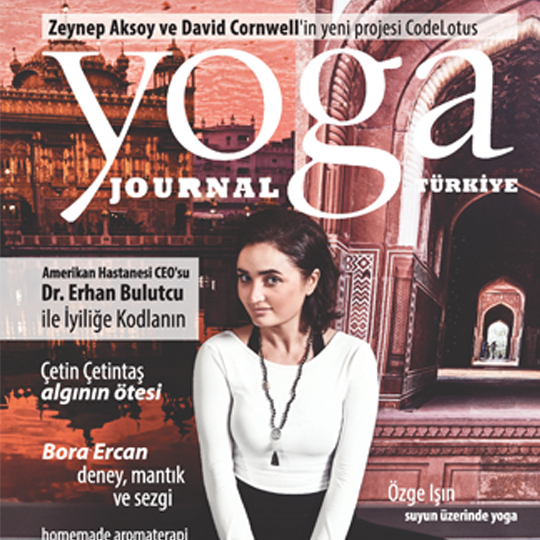 Zeynep Aksoy ve David Cornwell'in yeni projesi CodeLotus
yoga
JOURNAL TÜRKİYE
Amerikan Hastanesi CEO'su
Dr. Erhan Bulutcu
ile İyiliğe Kodlanın
Çetin Çetintaş
algının ötesi
Bora Ercan
deney, mantık
ve sezgi
Özge Işın
suyun üzerinde yoga
homemade aromaterapi